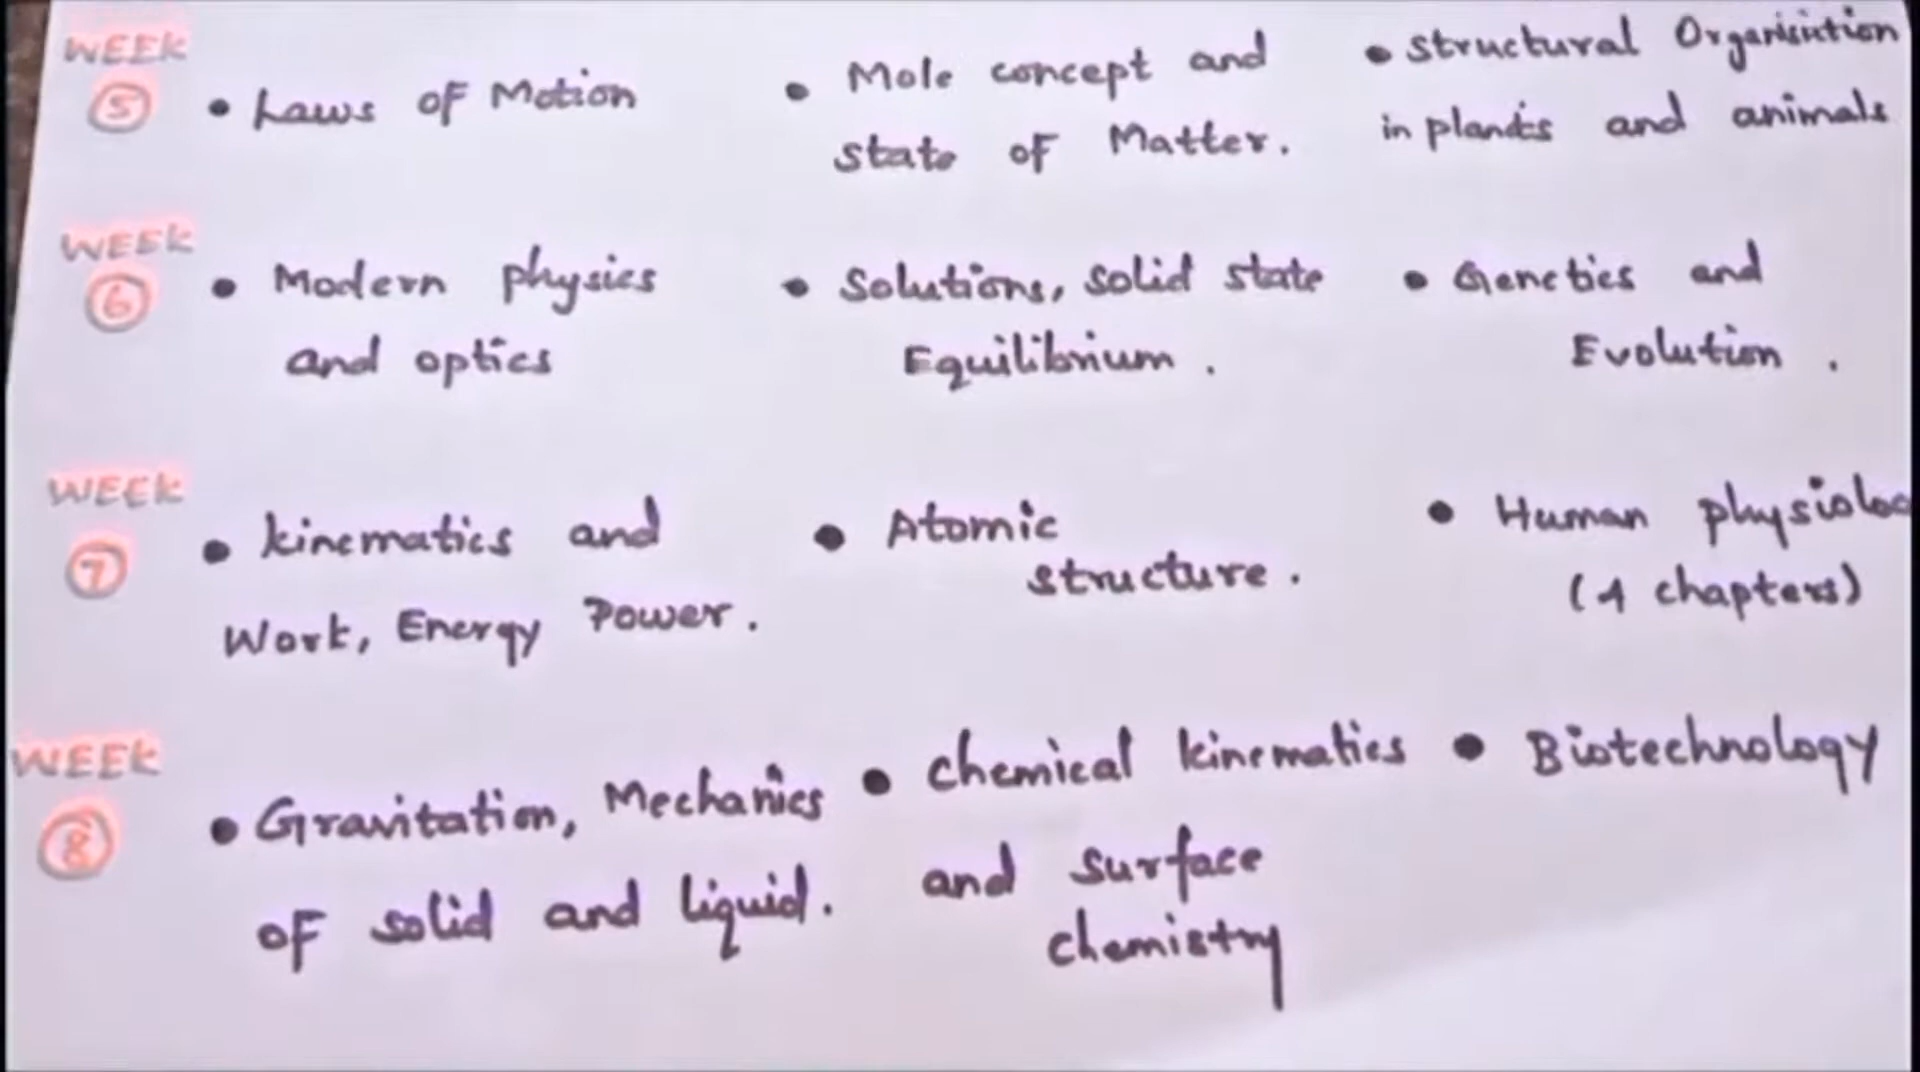 WEEK
5
• Laws of Motion
• Mole concept and
state of Matter.
• structural Organisation
in plants and animals
WEEK
6
• Modern physics
and optics
• Solutions, solid state
Equilibrium .
• Genetics and
Evolution .
WEEK
7
• kinematics and
Work, Energy Power.
• Atomic
structure.
• Human physiolo
(4 chapters)
WEEK
8
• Gravitation, Mechanics
of solid and liquid.
• chemical kinematics
and surface
chemistry
• Biotechnology